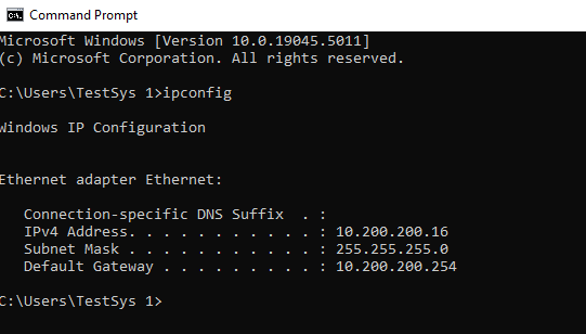 Command Prompt
Microsoft Windows [Version 10.0.19045.5011]
(c) Microsoft Corporation. All rights reserved.
C:\Users\TestSys 1>ipconfig
Windows IP Configuration
Ethernet adapter Ethernet:
Connection-specific DNS Suffix  . :
IPv4 Address. . . . . . . . . . . : 10.200.200.16
Subnet Mask . . . . . . . . . . . : 255.255.255.0
Default Gateway . . . . . . . . . : 10.200.200.254
C:\Users\TestSys 1>